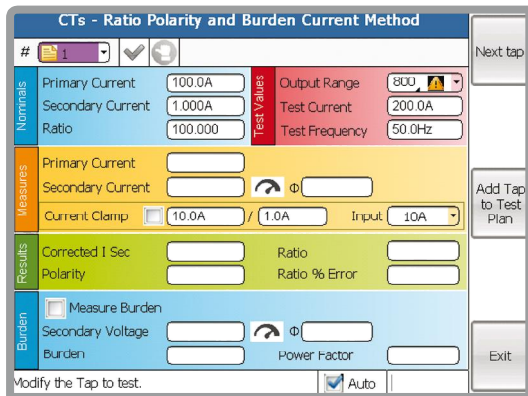 CTs - Ratio Polarity and Burden Current Method
# 1
Next tap
Nominals
Primary Current 100.0A
Secondary Current 1.000A
Ratio 100.000
Test Values
Output Range 800
Test Current 200.0A
Test Frequency 50.0Hz
Measures
Primary Current
Secondary Current Φ
Current Clamp 10.0A / 1.0A Input 10A
Add Tap to Test Plan
Results
Corrected I Sec Ratio
Polarity Ratio % Error
Burden
Measure Burden
Secondary Voltage Φ
Burden Power Factor
Exit
Modify the Tap to test. Auto